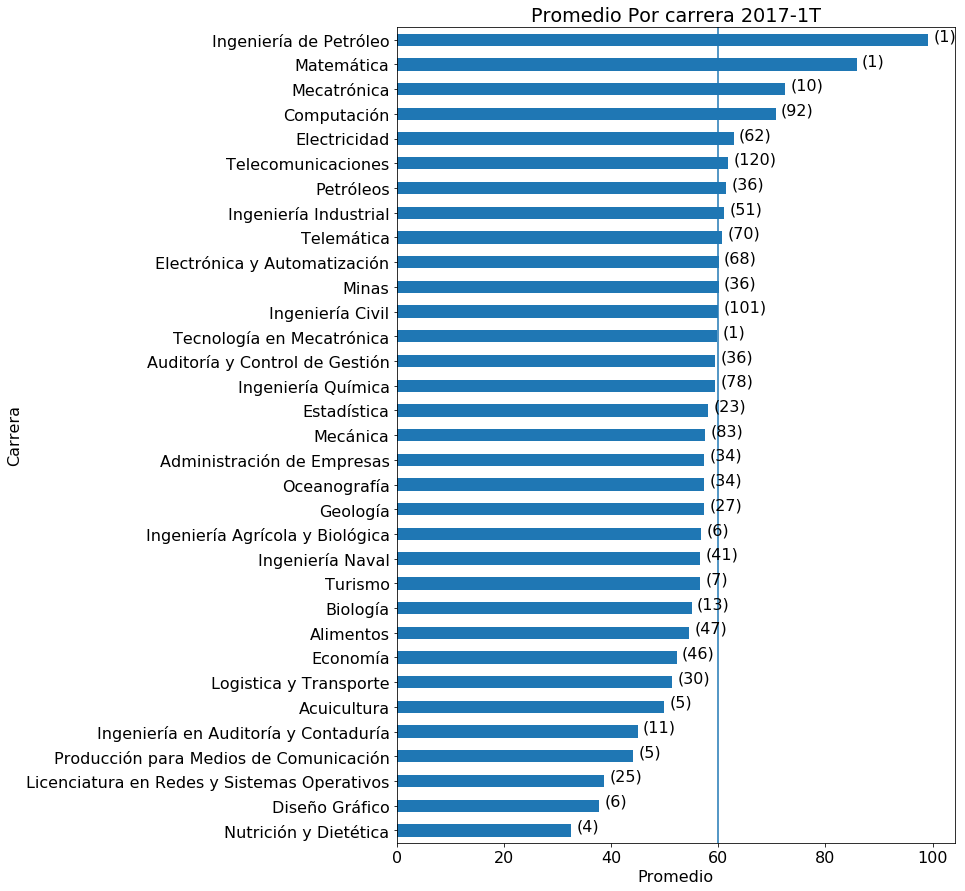 Promedio Por carrera 2017-1T
Ingeniería de Petróleo (1)
Matemática (1)
Mecatrónica (10)
Computación (92)
Electricidad (62)
Telecomunicaciones (120)
Petróleos (36)
Ingeniería Industrial (51)
Telemática (70)
Electrónica y Automatización (68)
Minas (36)
Ingeniería Civil (101)
Tecnología en Mecatrónica (1)
Auditoría y Control de Gestión (36)
Ingeniería Química (78)
Estadística (23)
Mecánica (83)
Administración de Empresas (34)
Oceanografía (34)
Geología (27)
Ingeniería Agrícola y Biológica (6)
Ingeniería Naval (41)
Turismo (7)
Biología (13)
Alimentos (47)
Economía (46)
Logistica y Transporte (30)
Acuicultura (5)
Ingeniería en Auditoría y Contaduría (11)
Producción para Medios de Comunicación (5)
Licenciatura en Redes y Sistemas Operativos (25)
Diseño Gráfico (6)
Nutrición y Dietética (4)
Carrera
0 20 40 60 80 100
Promedio